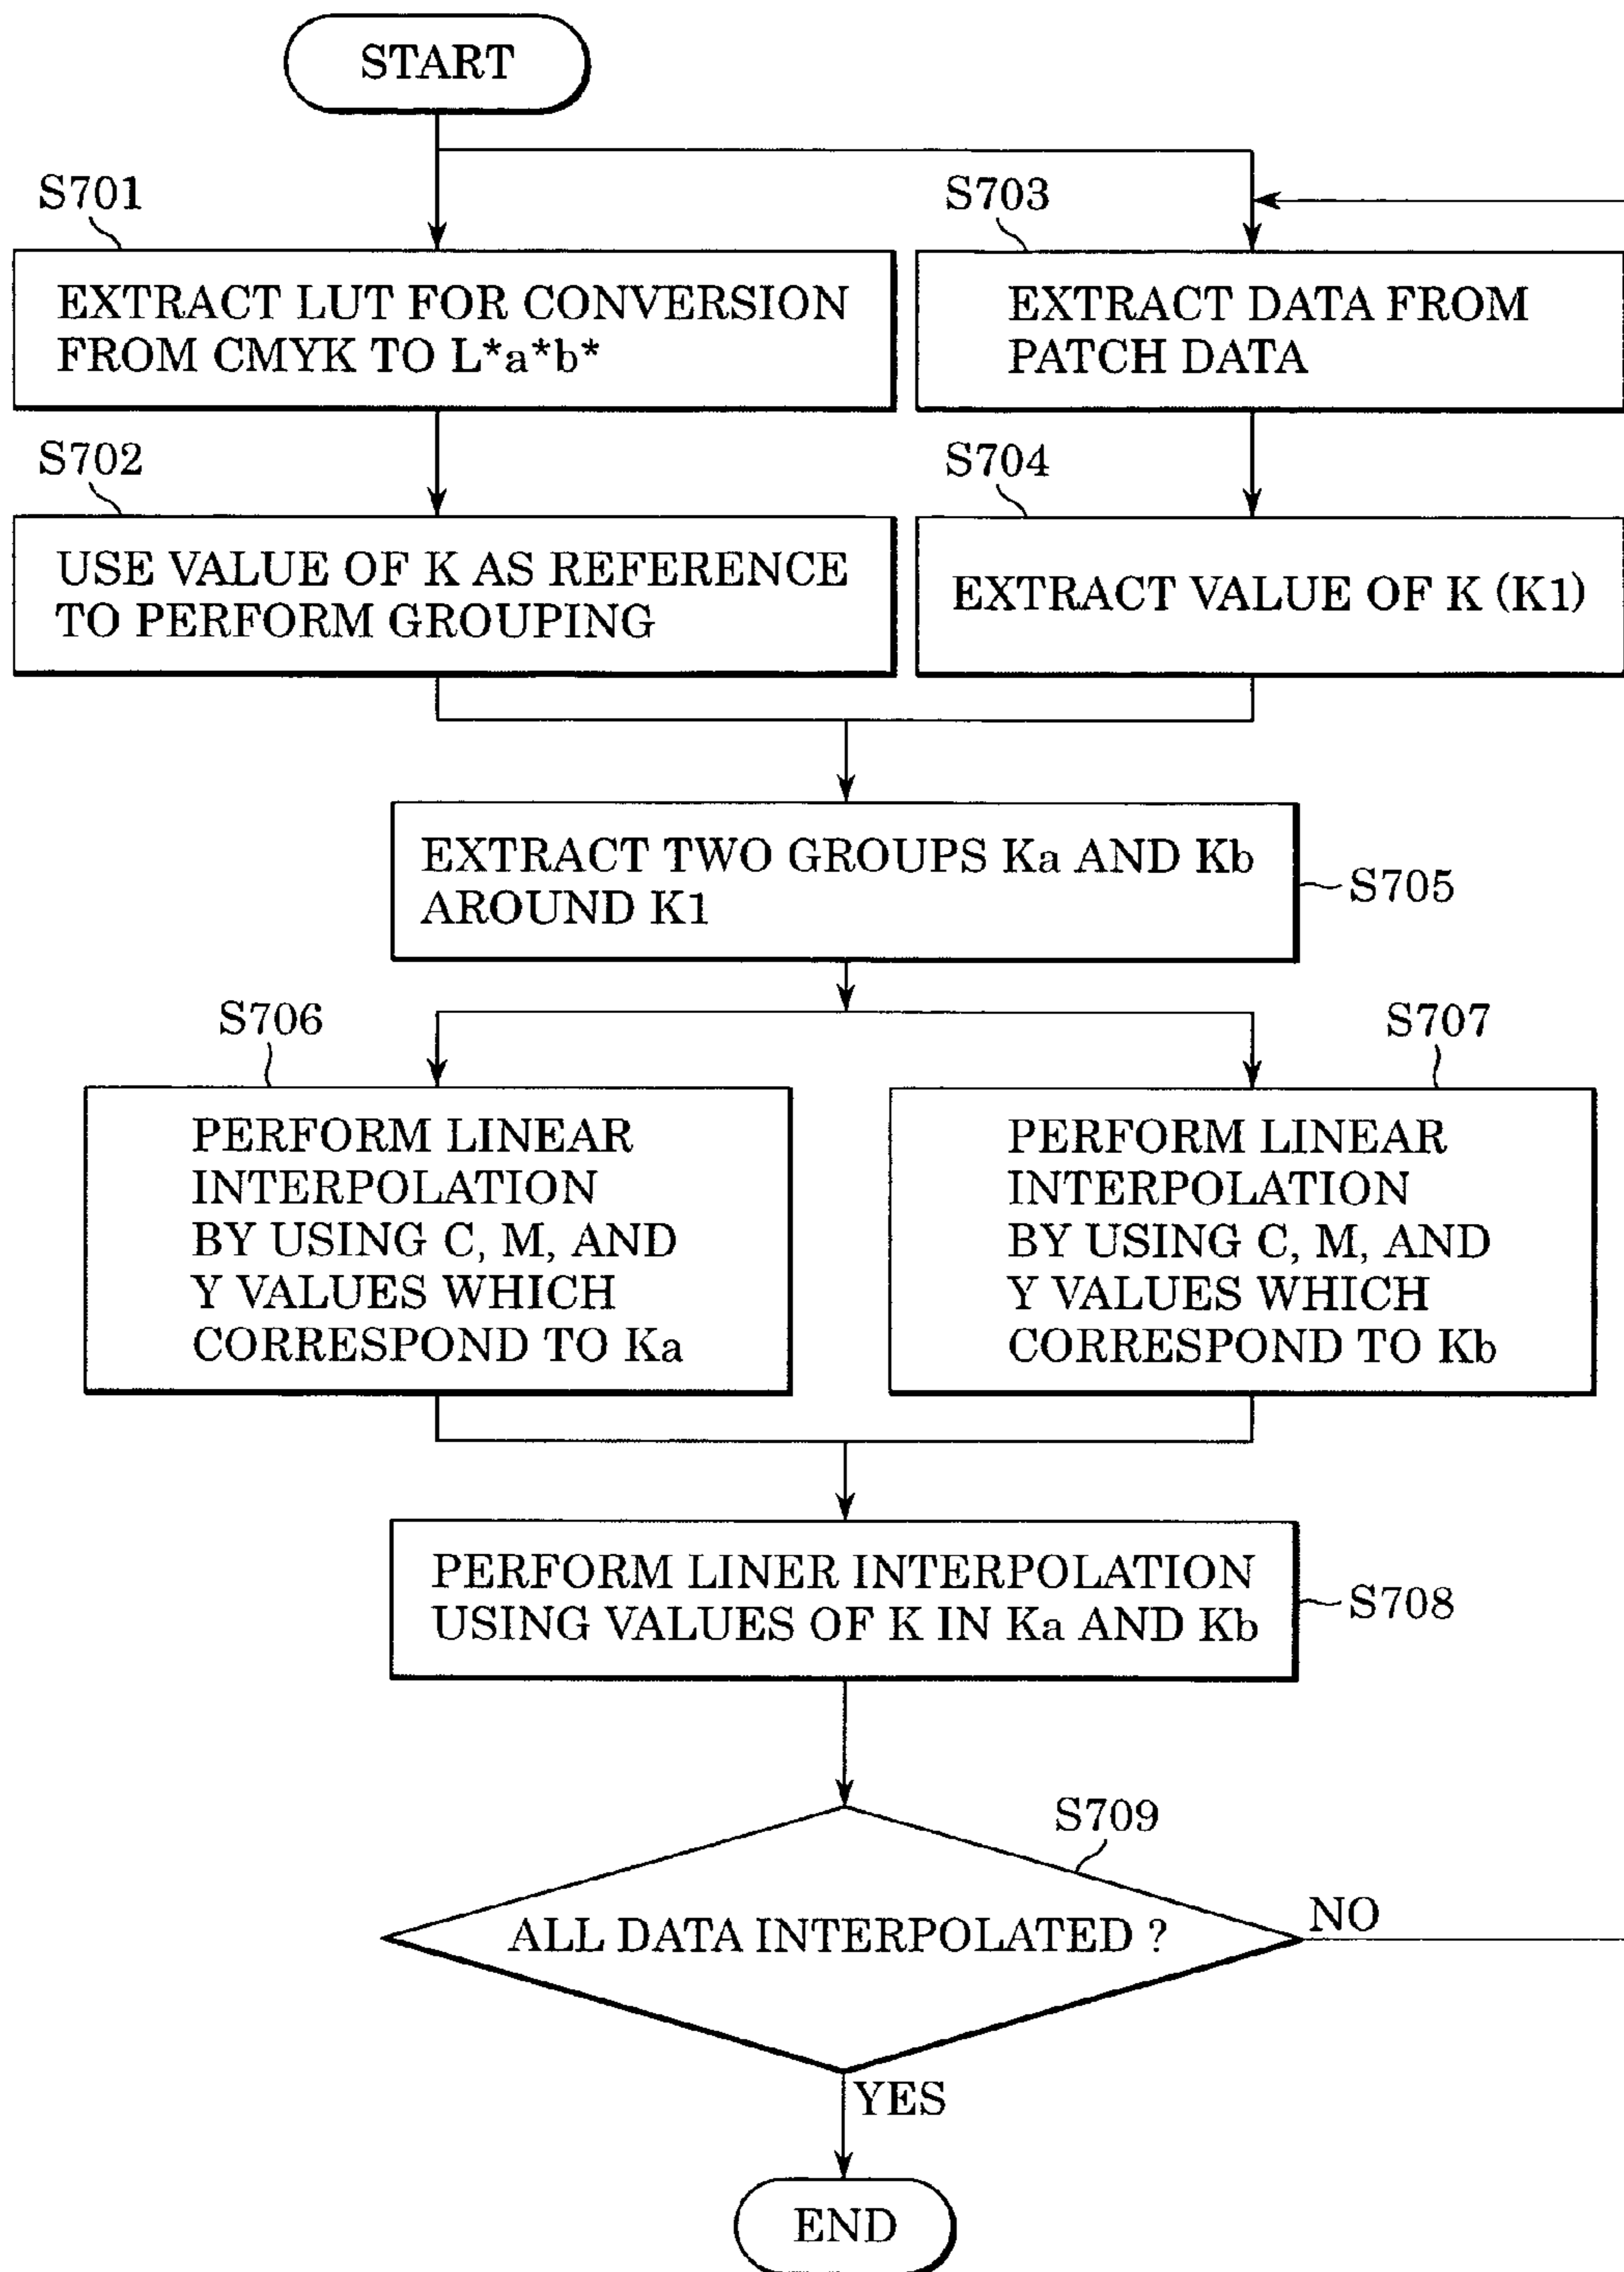 START
S701
EXTRACT LUT FOR CONVERSION
FROM CMYK TO L*a*b*
S703
EXTRACT DATA FROM
PATCH DATA
S702
USE VALUE OF K AS REFERENCE
TO PERFORM GROUPING
S704
EXTRACT VALUE OF K (K1)
EXTRACT TWO GROUPS Ka AND Kb
AROUND K1
S705
S706
PERFORM LINEAR
INTERPOLATION
BY USING C, M, AND
Y VALUES WHICH
CORRESPOND TO Ka
S707
PERFORM LINEAR
INTERPOLATION
BY USING C, M, AND
Y VALUES WHICH
CORRESPOND TO Kb
PERFORM LINER INTERPOLATION
USING VALUES OF K IN Ka AND Kb
S708
S709
ALL DATA INTERPOLATED ?
NO
YES
END